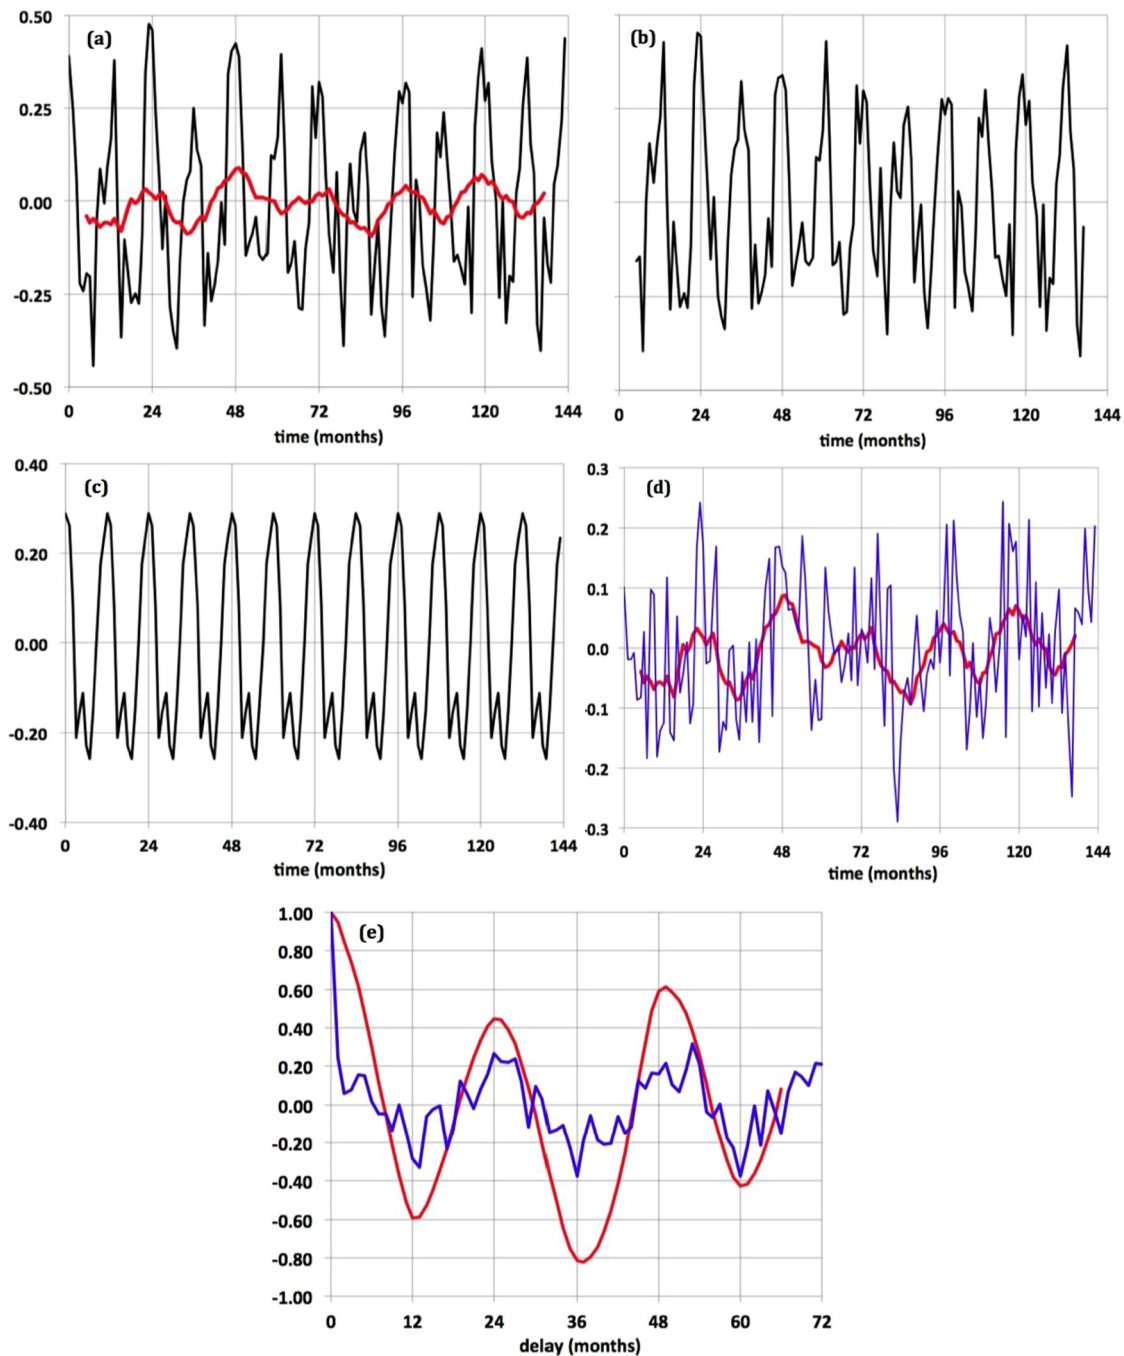 0.50
(a)
0.25
0.00
-0.25
-0.50
0 24 48 72 96 120 144
time (months)
(b)
0 24 48 72 96 120 144
time (months)
0.40
(c)
0.20
0.00
-0.20
-0.40
0 24 48 72 96 120 144
time (months)
0.3
(d)
0.2
0.1
0.0
-0.1
-0.2
-0.3
0 24 48 72 96 120 144
time (months)
1.00
(e)
0.80
0.60
0.40
0.20
0.00
-0.20
-0.40
-0.60
-0.80
-1.00
0 12 24 36 48 60 72
delay (months)